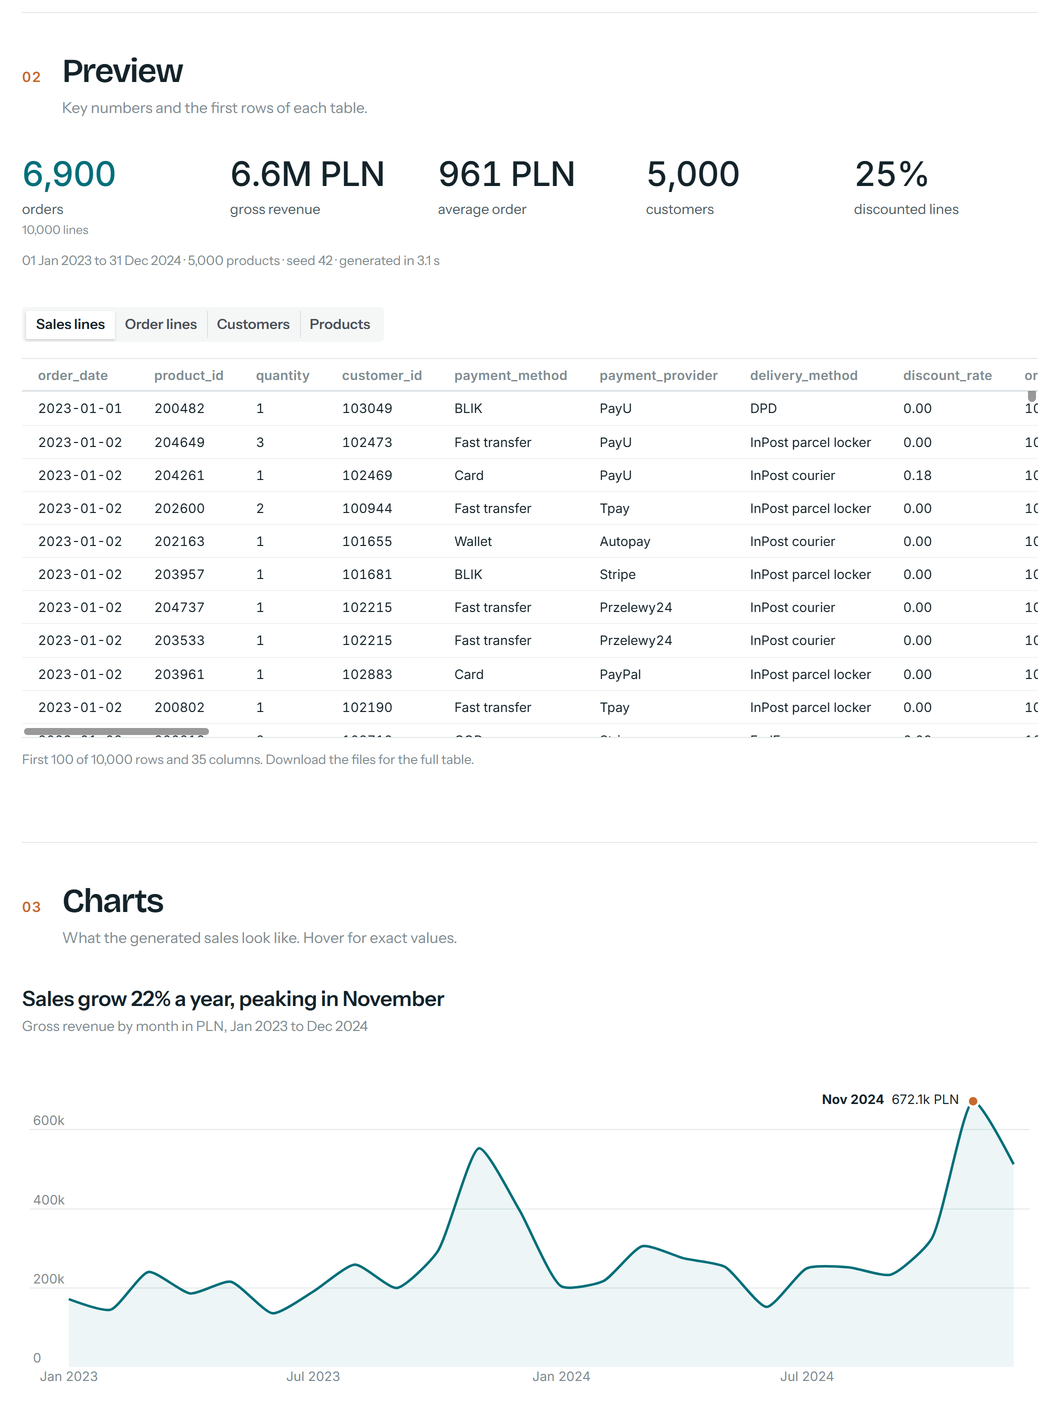 02 Preview
Key numbers and the first rows of each table.
6,900 6.6M PLN 961 PLN 5,000 25%
orders gross revenue average order customers discounted lines
10,000 lines
01 Jan 2023 to 31 Dec 2024 · 5,000 products · seed 42 · generated in 3.1 s
Sales lines Order lines Customers Products
order_date product_id quantity customer_id payment_method payment_provider delivery_method discount_rate
2023-01-01 200482 1 103049 BLIK PayU DPD 0.00
2023-01-02 204649 3 102473 Fast transfer PayU InPost parcel locker 0.00
2023-01-02 204261 1 102469 Card PayU InPost courier 0.18
2023-01-02 202600 2 100944 Fast transfer Tpay InPost parcel locker 0.00
2023-01-02 202163 1 101655 Wallet Autopay InPost courier 0.00
2023-01-02 203957 1 101681 BLIK Stripe InPost parcel locker 0.00
2023-01-02 204737 1 102215 Fast transfer Przelewy24 InPost courier 0.00
2023-01-02 203533 1 102215 Fast transfer Przelewy24 InPost courier 0.00
2023-01-02 203961 1 102883 Card PayPal InPost parcel locker 0.00
2023-01-02 200802 1 102190 Fast transfer Tpay InPost parcel locker 0.00
First 100 of 10,000 rows and 35 columns. Download the files for the full table.
03 Charts
What the generated sales look like. Hover for exact values.
Sales grow 22% a year, peaking in November
Gross revenue by month in PLN, Jan 2023 to Dec 2024
Nov 2024 672.1k PLN
600k
400k
200k
0
Jan 2023 Jul 2023 Jan 2024 Jul 2024